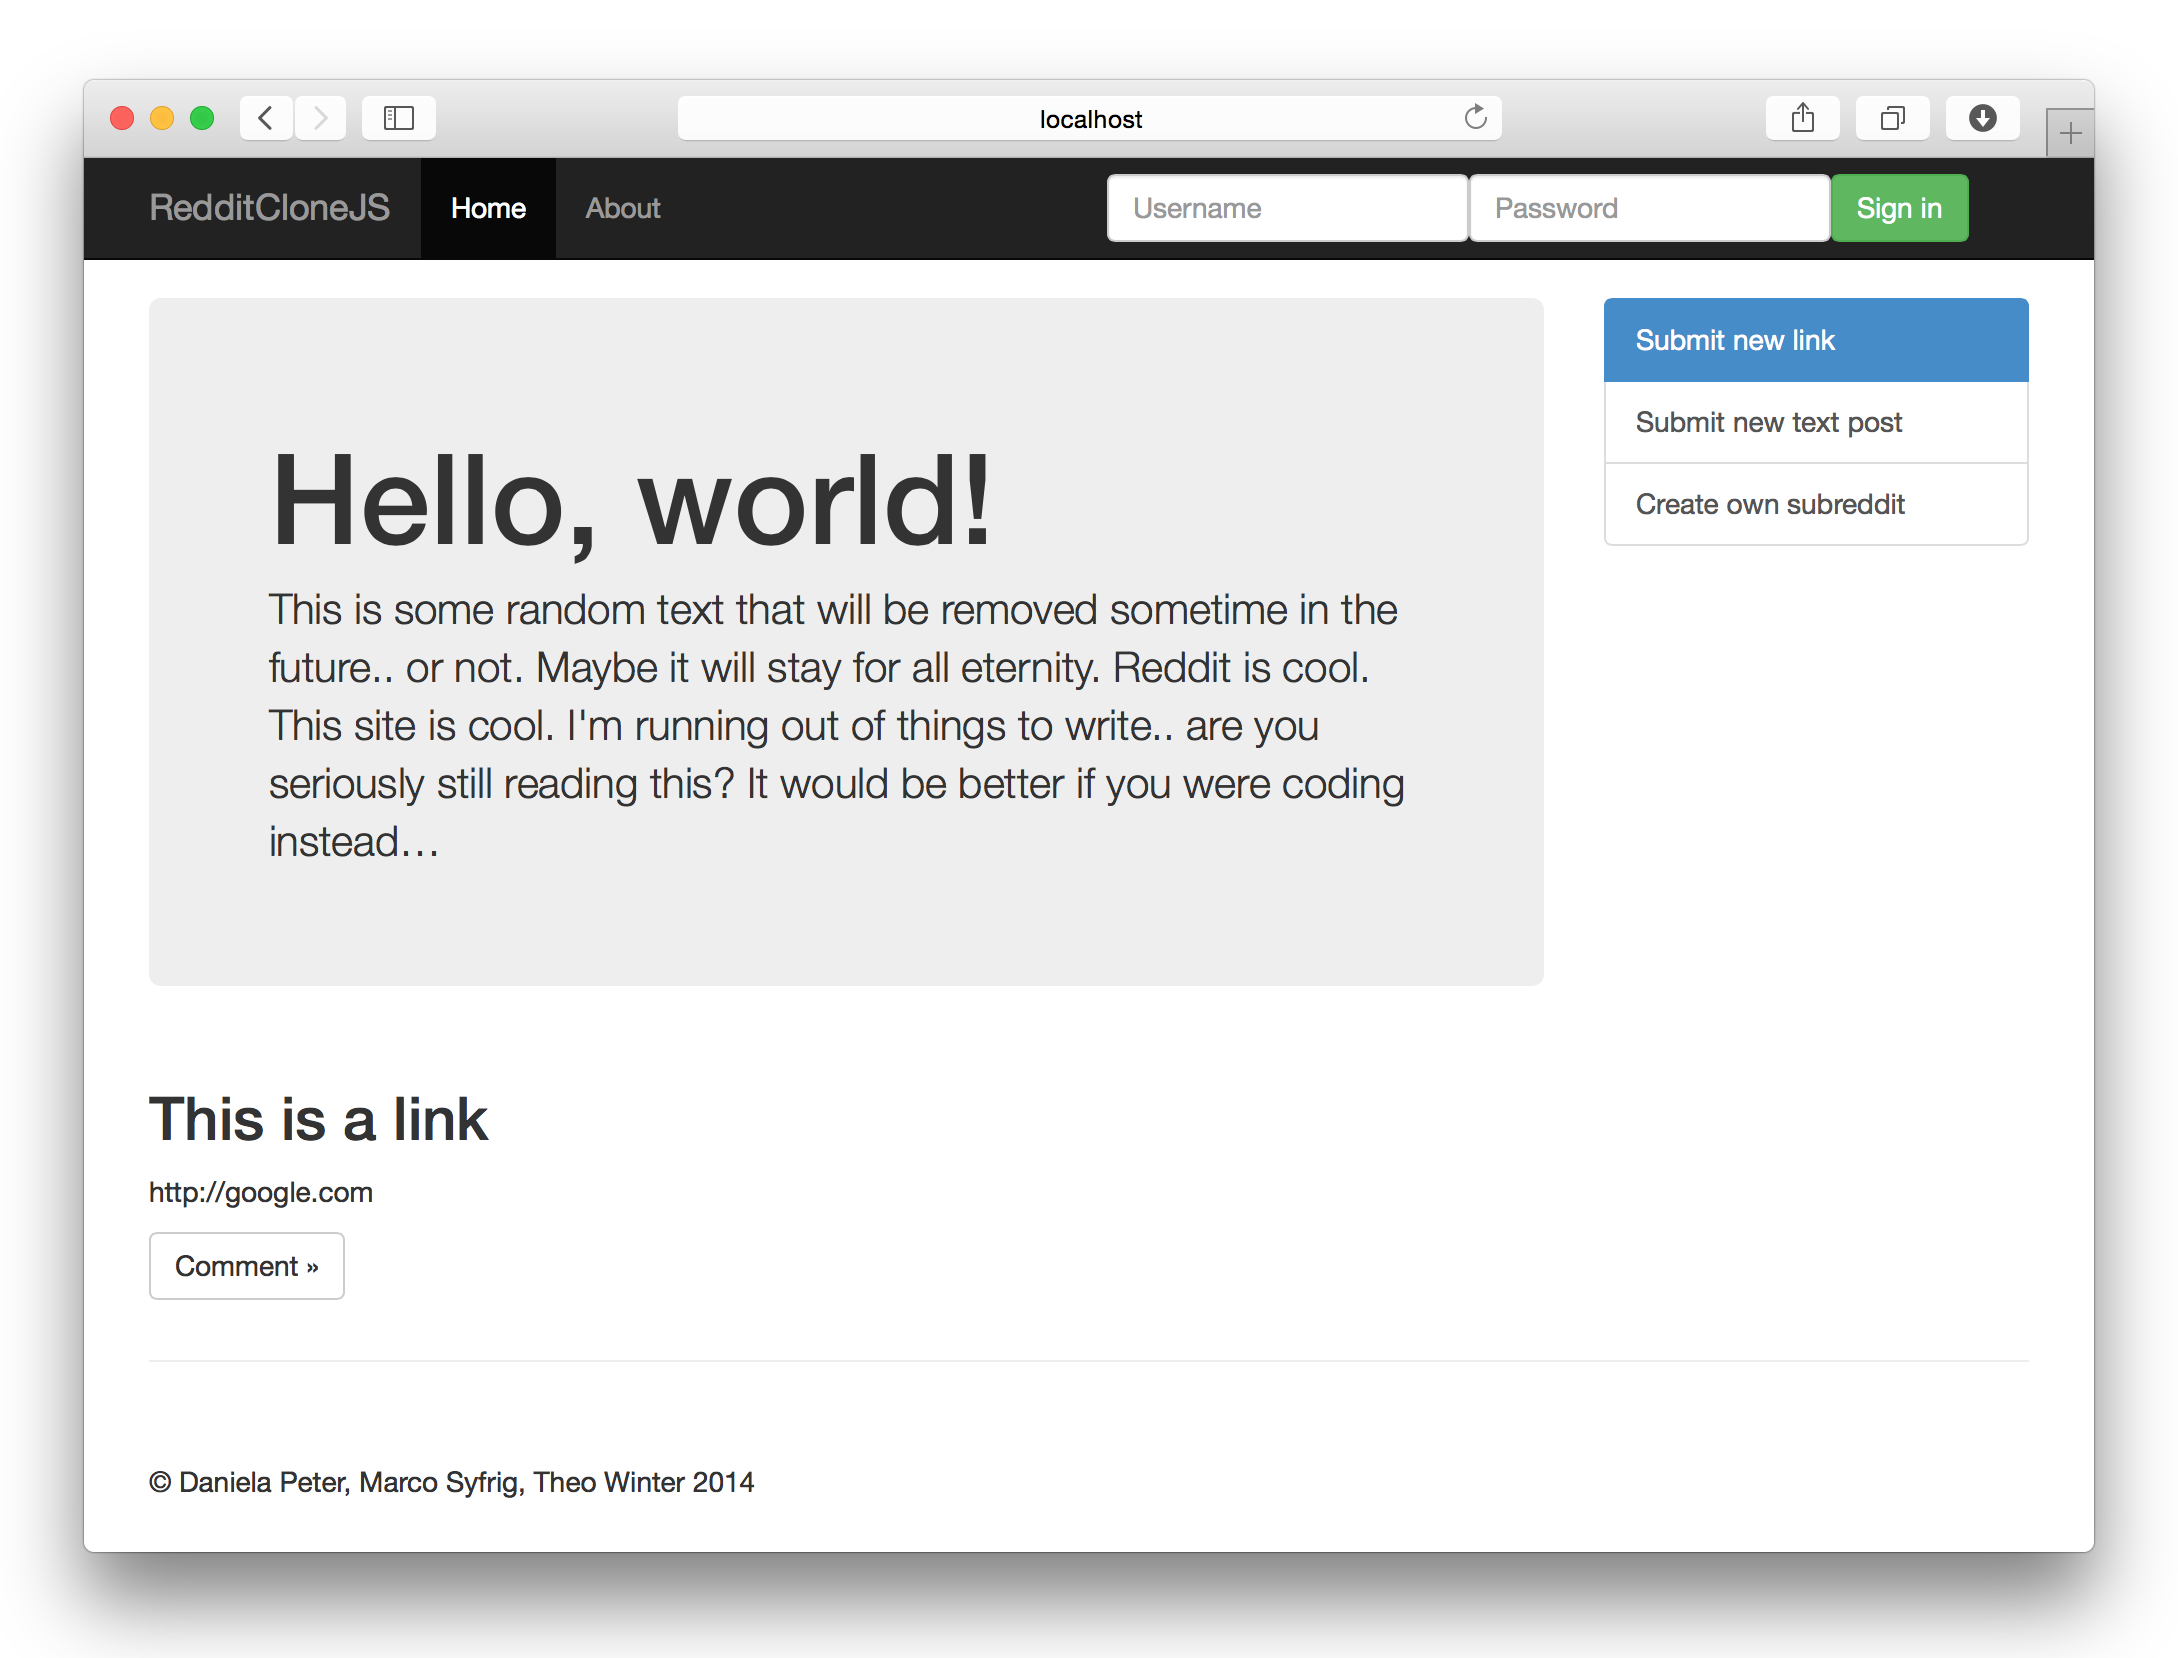 localhost
RedditCloneJS Home About Username Password Sign in
Hello, world!
This is some random text that will be removed sometime in the
future.. or not. Maybe it will stay for all eternity. Reddit is cool.
This site is cool. I'm running out of things to write.. are you
seriously still reading this? It would be better if you were coding
instead...
Submit new link
Submit new text post
Create own subreddit
This is a link
http://google.com
Comment »
© Daniela Peter, Marco Syfrig, Theo Winter 2014